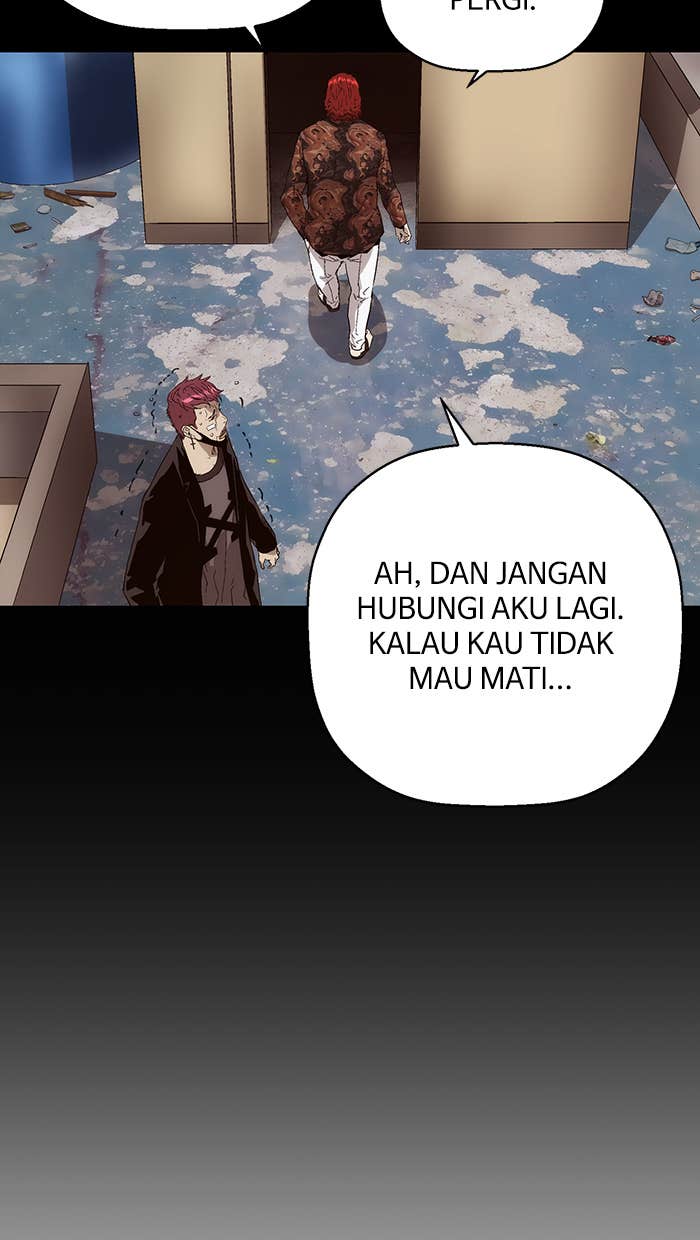 PERGI.
AH, DAN JANGAN
HUBUNGI AKU LAGI.
KALAU KAU TIDAK
MAU MATI...